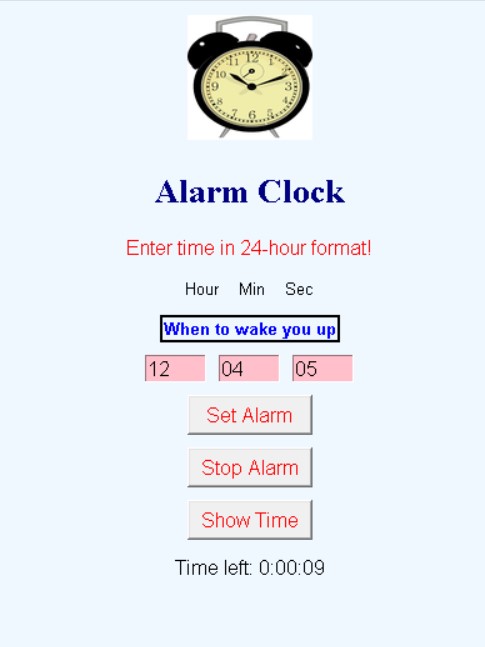 Alarm Clock
Enter time in 24-hour format!
Hour Min Sec
When to wake you up
12 04 05
Set Alarm
Stop Alarm
Show Time
Time left: 0:00:09